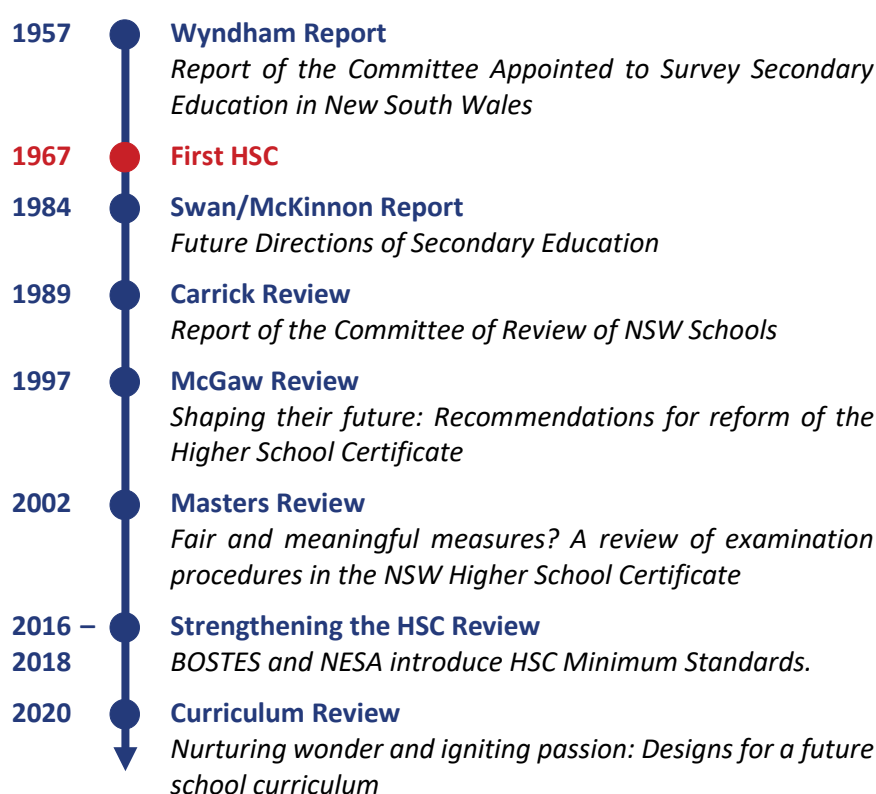 1957 Wyndham Report
Report of the Committee Appointed to Survey Secondary
Education in New South Wales
1967 First HSC
1984 Swan/McKinnon Report
Future Directions of Secondary Education
1989 Carrick Review
Report of the Committee of Review of NSW Schools
1997 McGaw Review
Shaping their future: Recommendations for reform of the
Higher School Certificate
2002 Masters Review
Fair and meaningful measures? A review of examination
procedures in the NSW Higher School Certificate
2016 – Strengthening the HSC Review
2018 BOSTES and NESA introduce HSC Minimum Standards.
2020 Curriculum Review
Nurturing wonder and igniting passion: Designs for a future
school curriculum